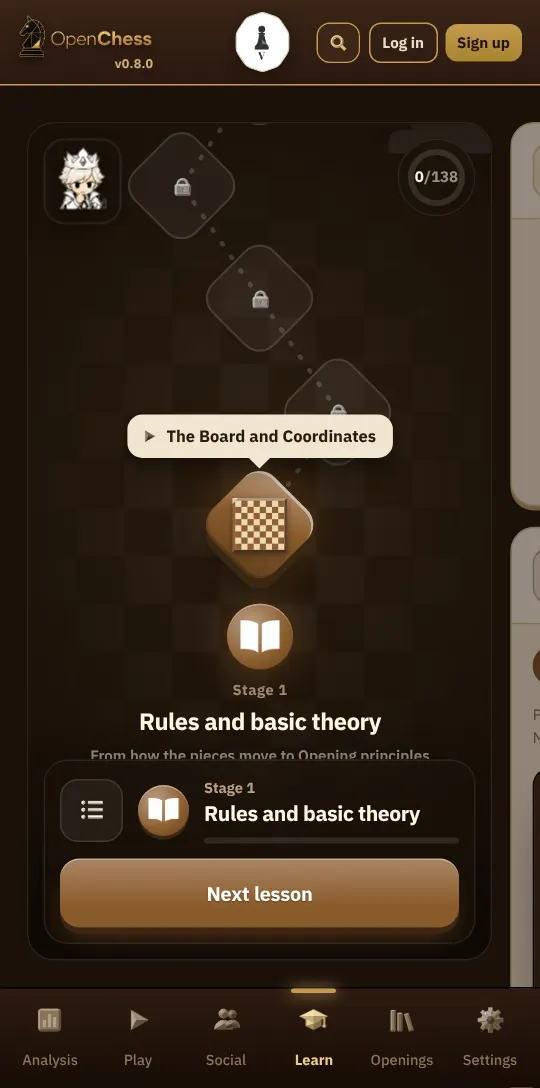 OpenChess
v0.8.0
V
Log in
Sign up
0/138
The Board and Coordinates
Stage 1
Rules and basic theory
From how the pieces move to Opening principles
Stage 1
Rules and basic theory
Next lesson
Analysis
Play
Social
Learn
Openings
Settings